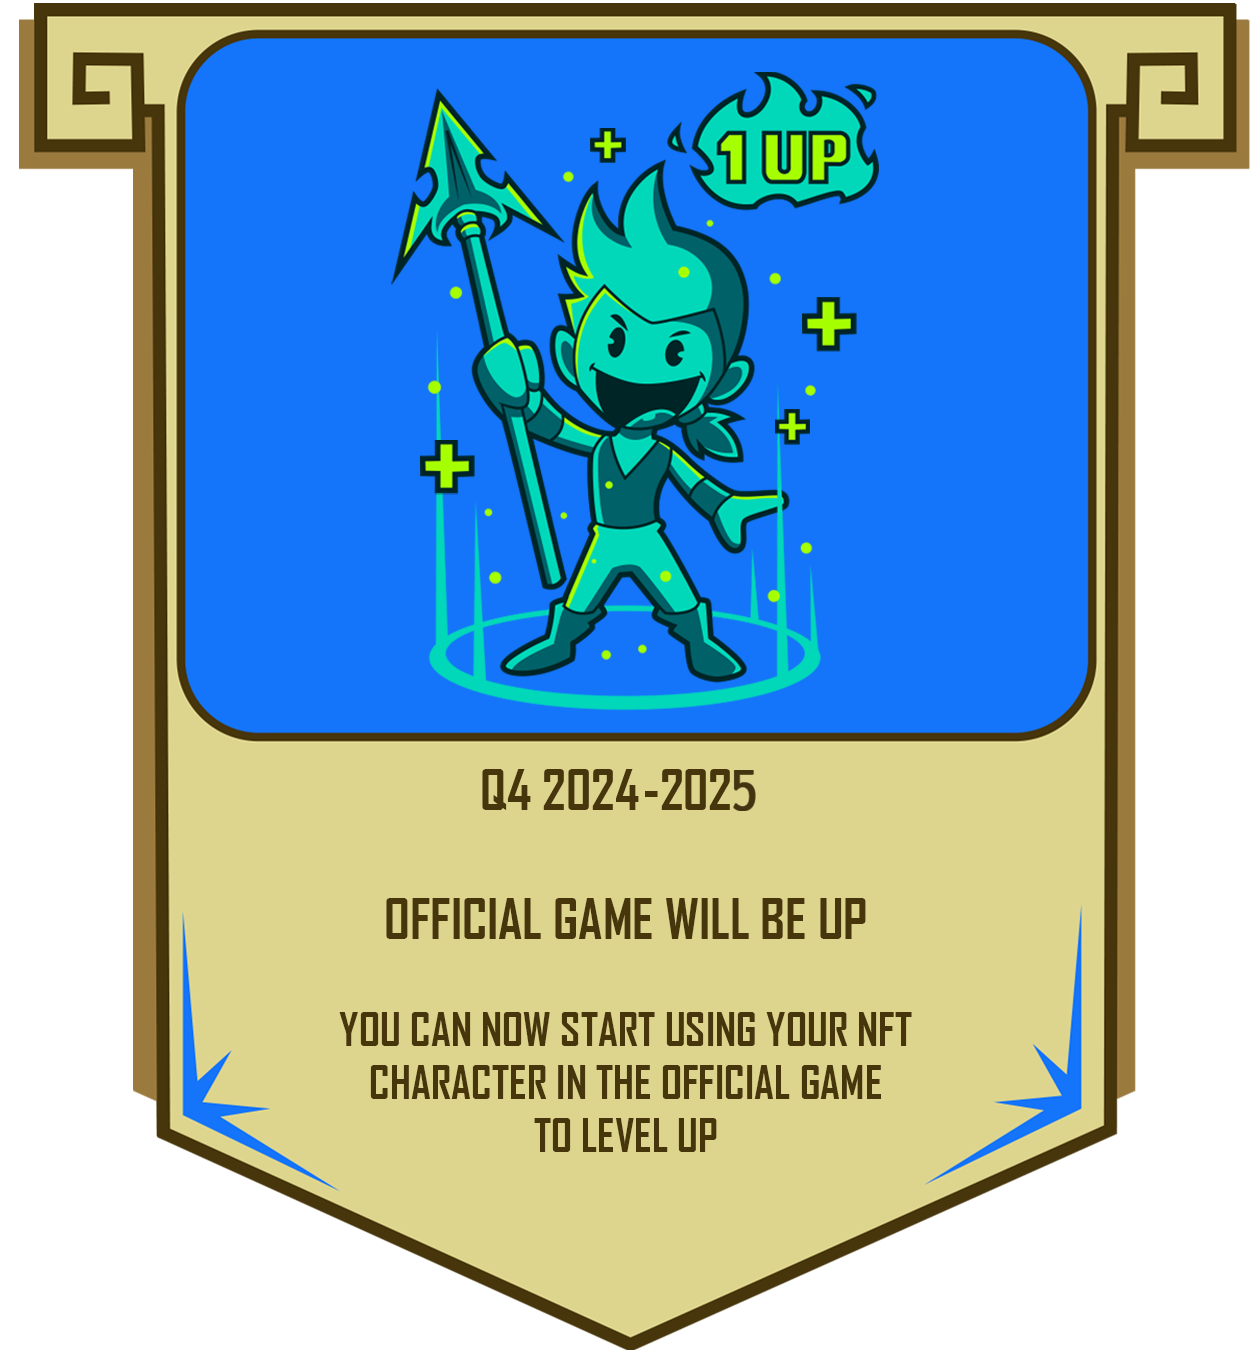 1 UP
Q4 2024-2025
OFFICIAL GAME WILL BE UP
YOU CAN NOW START USING YOUR NFT
CHARACTER IN THE OFFICIAL GAME
TO LEVEL UP